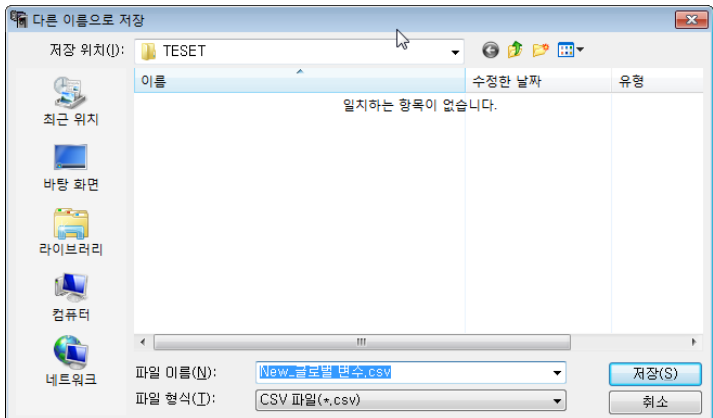 다른 이름으로 저장
저장 위치(I): TESET
이름 수정한 날짜 유형
일치하는 항목이 없습니다.
최근 위치
바탕 화면
라이브러리
컴퓨터
네트워크
파일 이름(N): New_글로벌 변수.csv 저장(S)
파일 형식(T): CSV 파일(*.csv) 취소